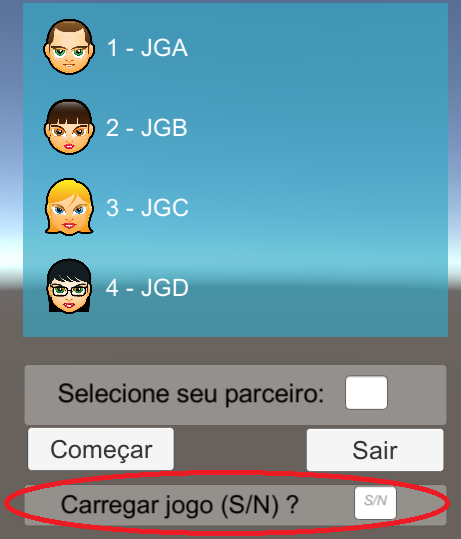 1 - JGA
2 - JGB
3 - JGC
4 - JGD
Selecione seu parceiro:
Começar Sair
Carregar jogo (S/N) ? S/N